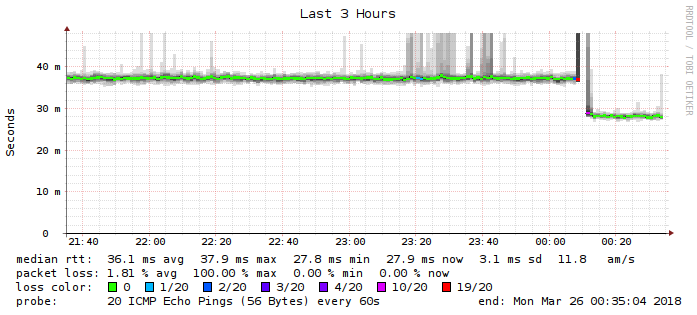 Last 3 Hours
RRDTOOL / TOBI OETIKER
Seconds
40 m
30 m
20 m
10 m
0
21:40 22:00 22:20 22:40 23:00 23:20 23:40 00:00 00:20
median rtt: 36.1 ms avg 37.9 ms max 27.8 ms min 27.9 ms now 3.1 ms sd 11.8 am/s
packet loss: 1.81 % avg 100.00 % max 0.00 % min 0.00 % now
loss color: 0 1/20 2/20 3/20 4/20 10/20 19/20
probe: 20 ICMP Echo Pings (56 Bytes) every 60s end: Mon Mar 26 00:35:04 2018